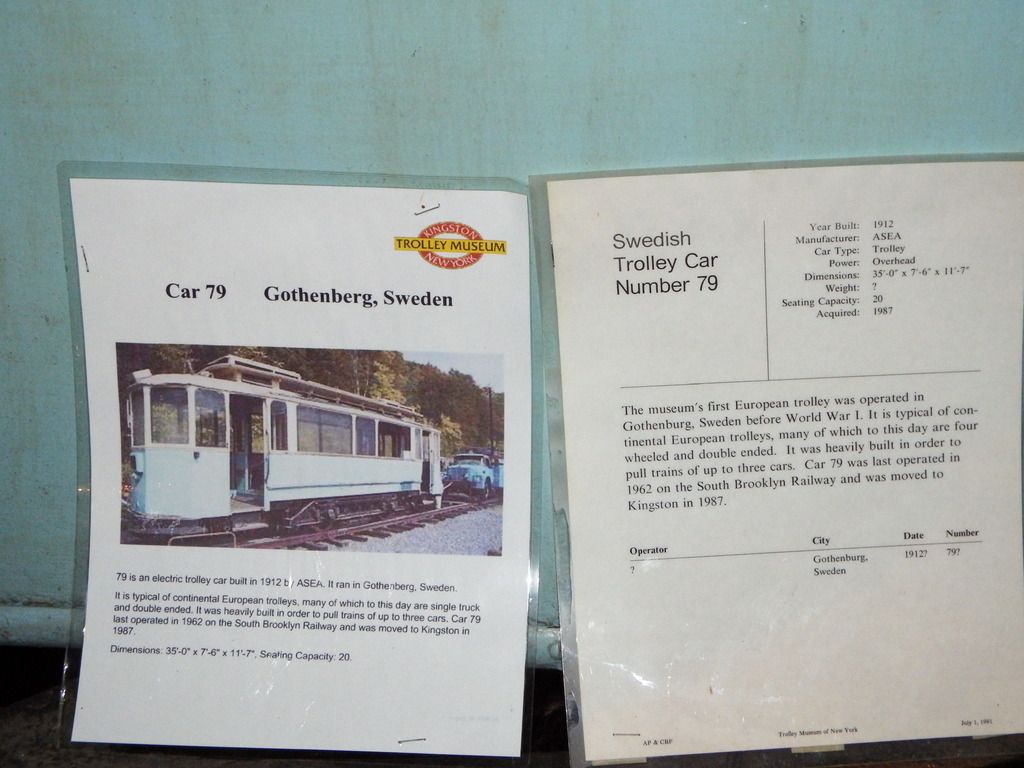 KINGSTON
TROLLEY MUSEUM
NEW YORK
Car 79 Gothenberg, Sweden
79 is an electric trolley car built in 1912 by ASEA. It ran in Gothenberg, Sweden.
It is typical of continental European trolleys, many of which to this day are single truck
and double ended. It was heavily built in order to pull trains of up to three cars. Car 79
last operated in 1962 on the South Brooklyn Railway and was moved to Kingston in
1987.
Dimensions: 35'-0" x 7'-6" x 11'-7", Seating Capacity: 20.
Swedish
Trolley Car
Number 79
Year Built: 1912
Manufacturer: ASEA
Car Type: Trolley
Power: Overhead
Dimensions: 35'-0" x 7'-6" x 11'-7"
Weight: ?
Seating Capacity: 20
Acquired: 1987
The museum's first European trolley was operated in
Gothenburg, Sweden before World War I. It is typical of con-
tinental European trolleys, many of which to this day are four
wheeled and double ended. It was heavily built in order to
pull trains of up to three cars. Car 79 was last operated in
1962 on the South Brooklyn Railway and was moved to
Kingston in 1987.
Operator City Date Number
? Gothenburg, 1912? 79?
Sweden
AP & CRP Trolley Museum of New York July 1, 1991